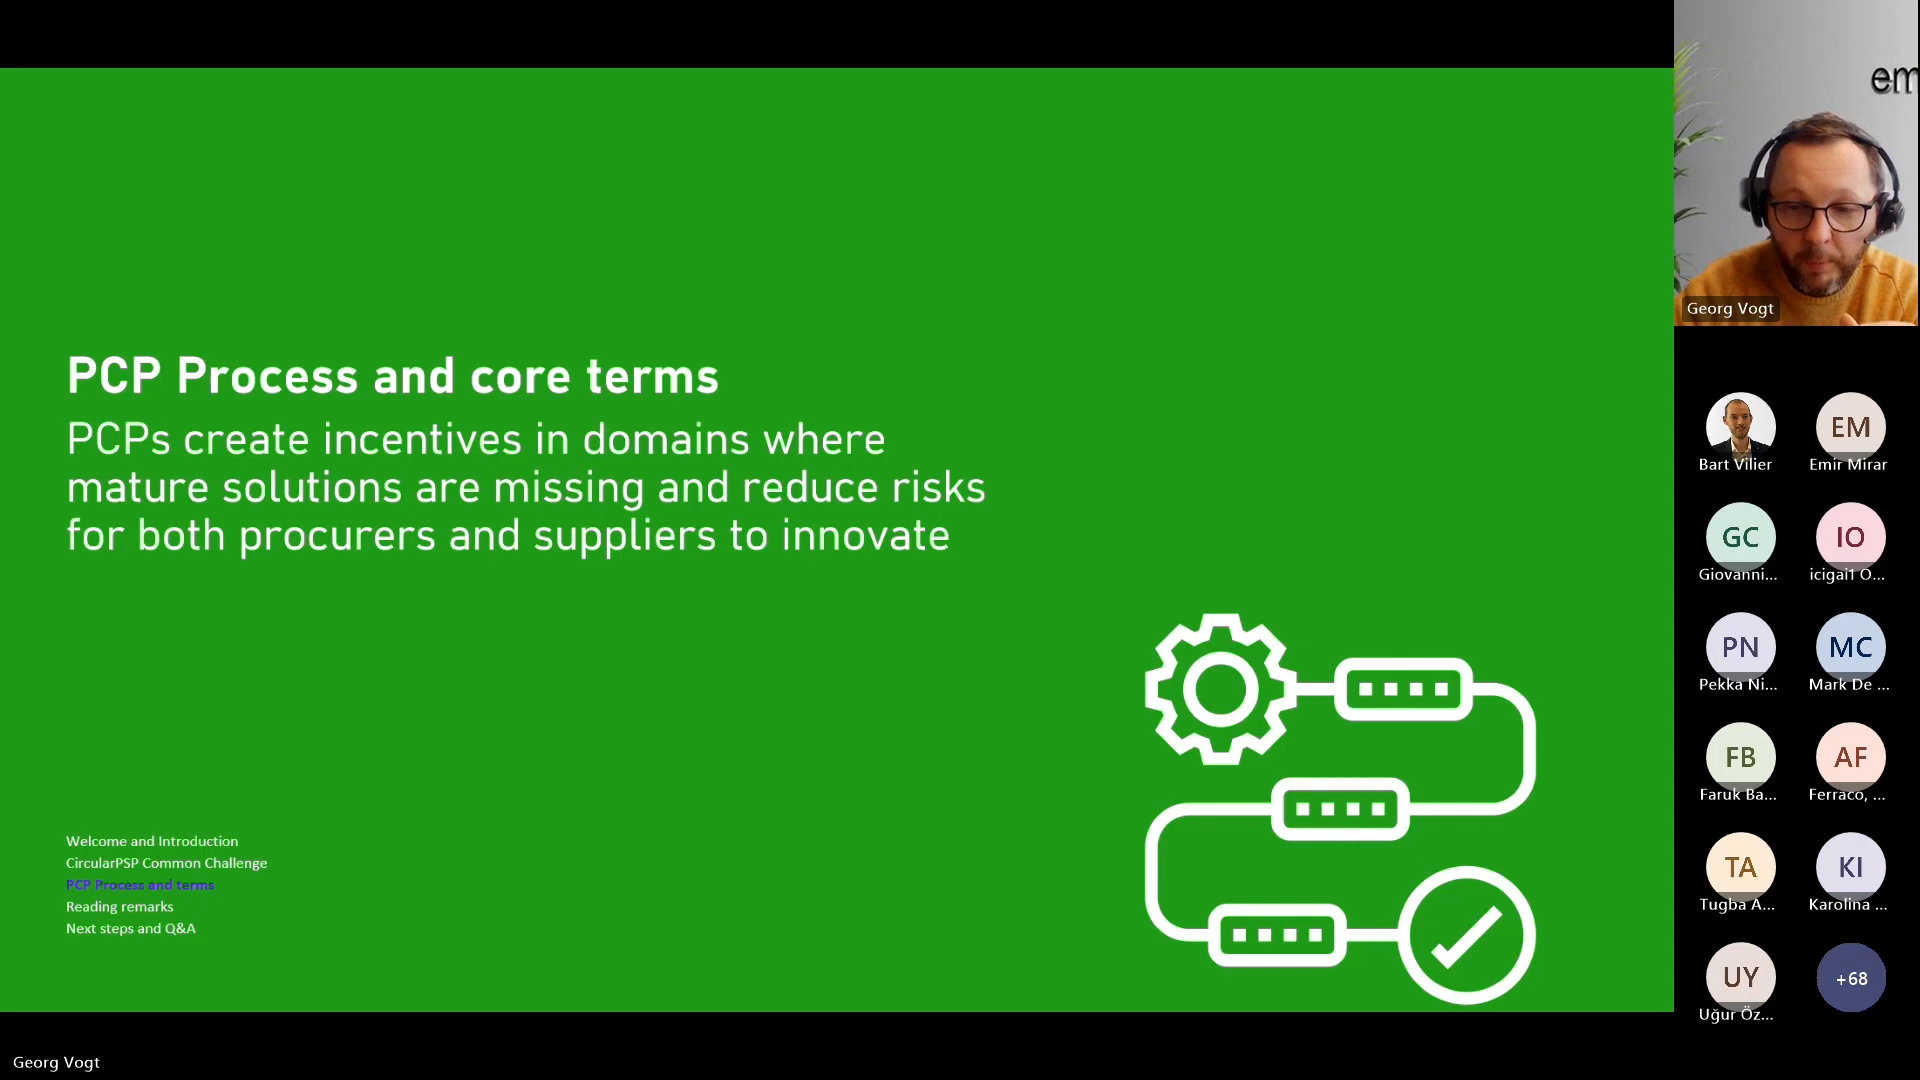 PCP Process and core terms
PCPs create incentives in domains where
mature solutions are missing and reduce risks
for both procurers and suppliers to innovate
Welcome and Introduction
CircularPSP Common Challenge
PCP Process and terms
Reading remarks
Next steps and Q&A
Georg Vogt
em
Georg Vogt
Bart Vilier
EM
Emir Mirar
GC
Giovanni...
IO
icigai1 O...
PN
Pekka Ni...
MC
Mark De ...
FB
Faruk Ba...
AF
Ferraco, ...
TA
Tugba A...
KI
Karolina ...
UY
Uğur Öz...
+68